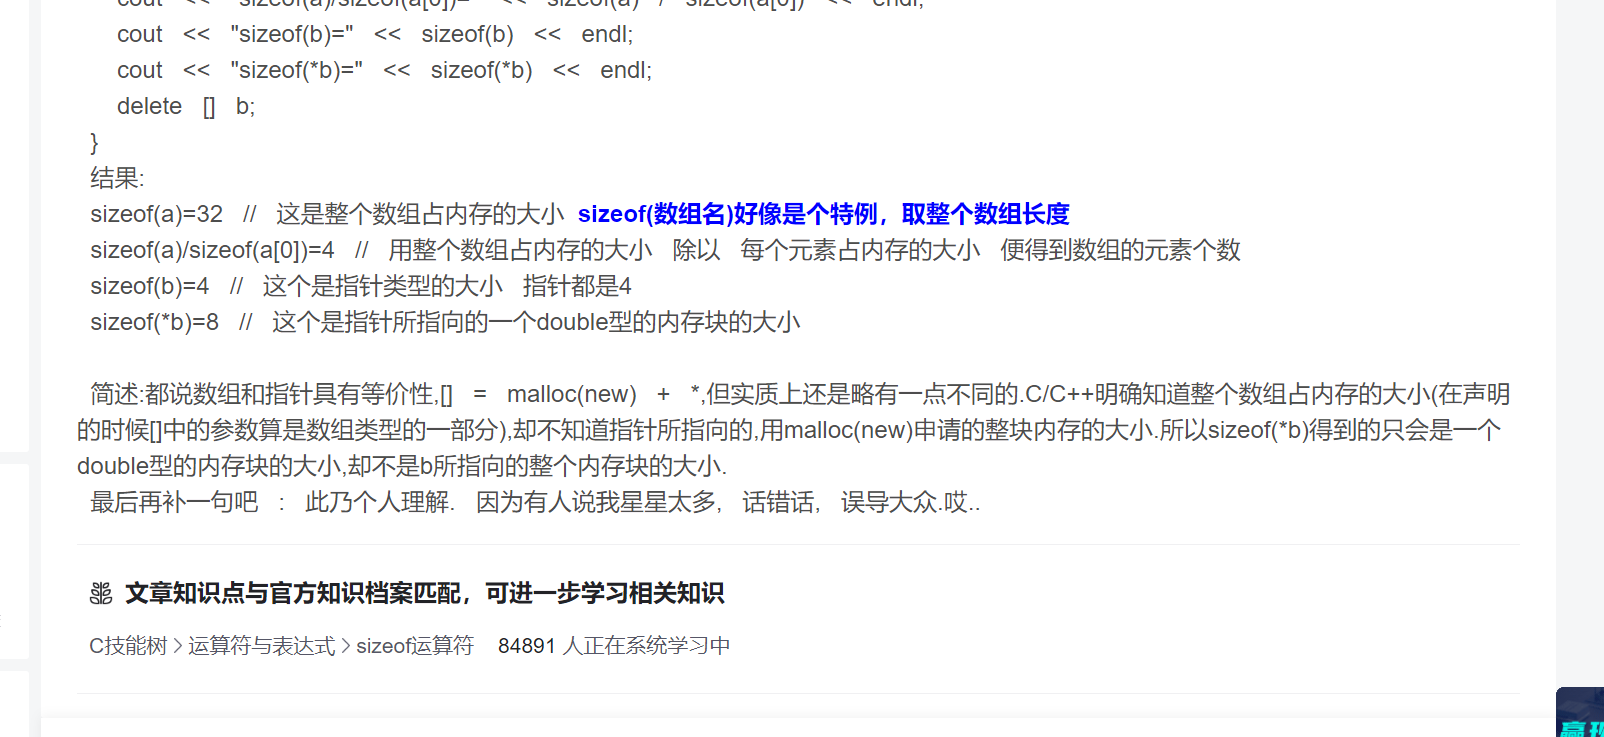 cout << "sizeof(a)/sizeof(a[0])=" << sizeof(a) / sizeof(a[0]) << endl;
cout << "sizeof(b)=" << sizeof(b) << endl;
cout << "sizeof(*b)=" << sizeof(*b) << endl;
delete [] b;
}
结果:
sizeof(a)=32 // 这是整个数组占内存的大小 sizeof(数组名)好像是个特例，取整个数组长度
sizeof(a)/sizeof(a[0])=4 // 用整个数组占内存的大小 除以 每个元素占内存的大小 便得到数组的元素个数
sizeof(b)=4 // 这个是指针类型的大小 指针都是4
sizeof(*b)=8 // 这个是指针所指向的一个double型的内存块的大小
简述:都说数组和指针具有等价性,[] = malloc(new) + *,但实质上还是略有一点不同的.C/C++明确知道整个数组占内存的大小(在声明
的时候[]中的参数算是数组类型的一部分),却不知道指针所指向的,用malloc(new)申请的整块内存的大小.所以sizeof(*b)得到的只会是一个
double型的内存块的大小,却不是b所指向的整个内存块的大小.
最后再补一句吧 : 此乃个人理解. 因为有人说我星星太多, 话错话, 误导大众.哎..
文章知识点与官方知识档案匹配，可进一步学习相关知识
C技能树>运算符与表达式>sizeof运算符 84891 人正在系统学习中
赢